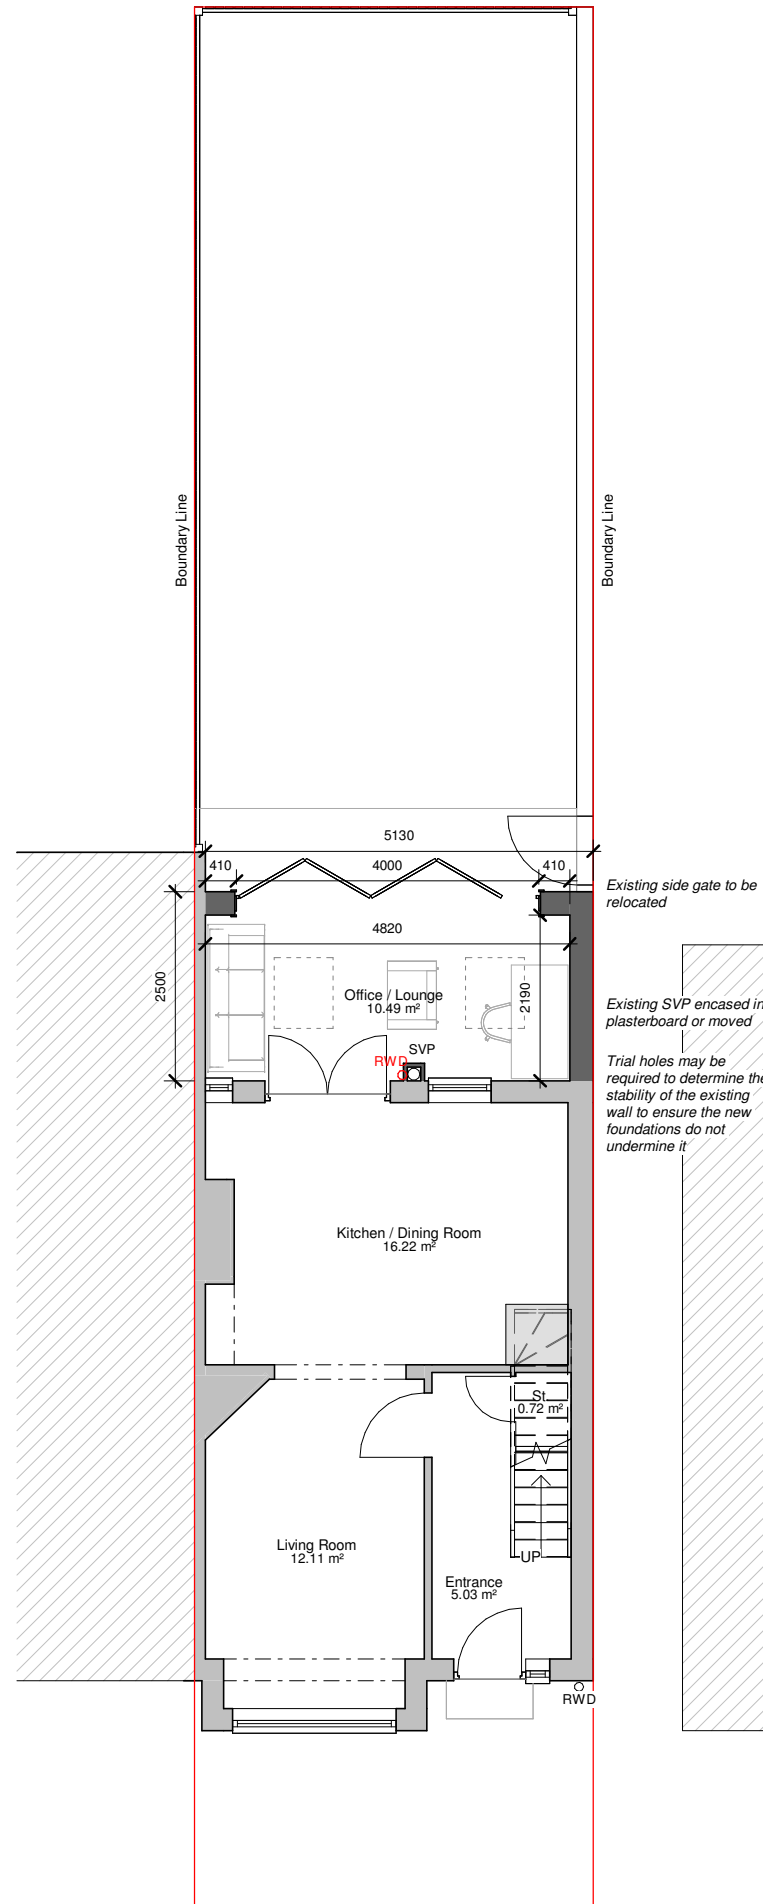 Boundary Line
Boundary Line
5130
410
4000
410
Existing side gate to be
relocated
4820
2500
2190
Office / Lounge
10.49 m²
SVP
RWD
Existing SVP encased in
plasterboard or moved
Trial holes may be
required to determine the
stability of the existing
wall to ensure the new
foundations do not
undermine it
Kitchen / Dining Room
16.22 m²
St
0.72 m²
Living Room
12.11 m²
UP
Entrance
5.03 m²
RWD